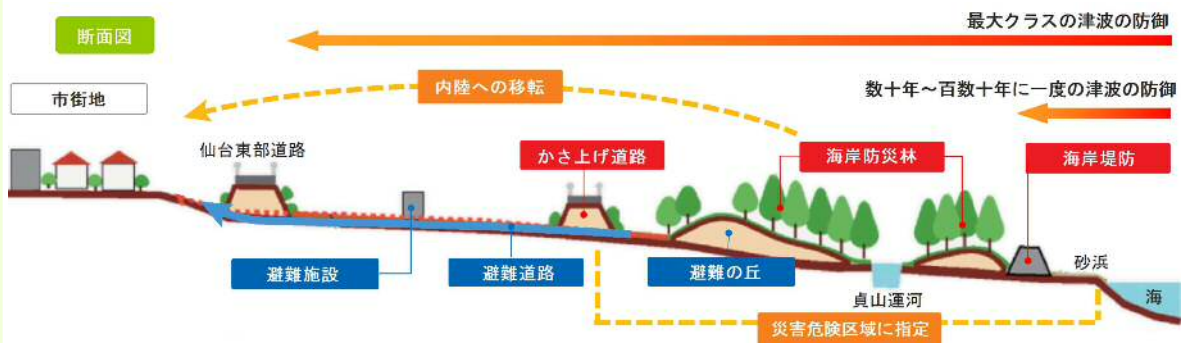 断面図
最大クラスの津波の防御
市街地
内陸への移転
数十年～百数十年に一度の津波の防御
仙台東部道路
かさ上げ道路
海岸防災林
海岸堤防
避難施設
避難道路
避難の丘
貞山運河
砂浜
海
災害危険区域に指定